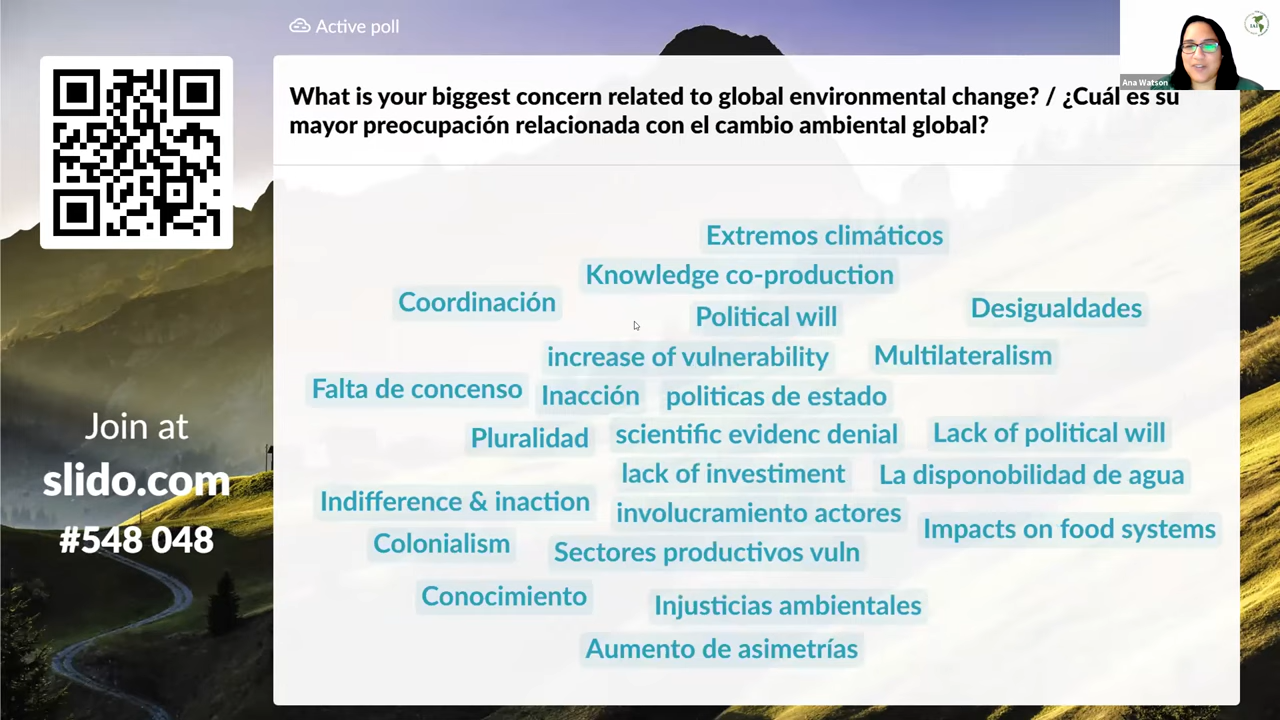 Active poll
Ana Watson
What is your biggest concern related to global environmental change? / ¿Cuál es su
mayor preocupación relacionada con el cambio ambiental global?
Extremos climáticos
Knowledge co-production
Coordinación
Political will
Desigualdades
increase of vulnerability
Multilateralism
Falta de concenso
Inacción
politicas de estado
Pluralidad
scientific evidenc denial
Lack of political will
lack of investiment
La disponobilidad de agua
Indifference & inaction
involucramiento actores
Impacts on food systems
Colonialism
Sectores productivos vuln
Conocimiento
Injusticias ambientales
Aumento de asimetrías
Join at
slido.com
#548 048